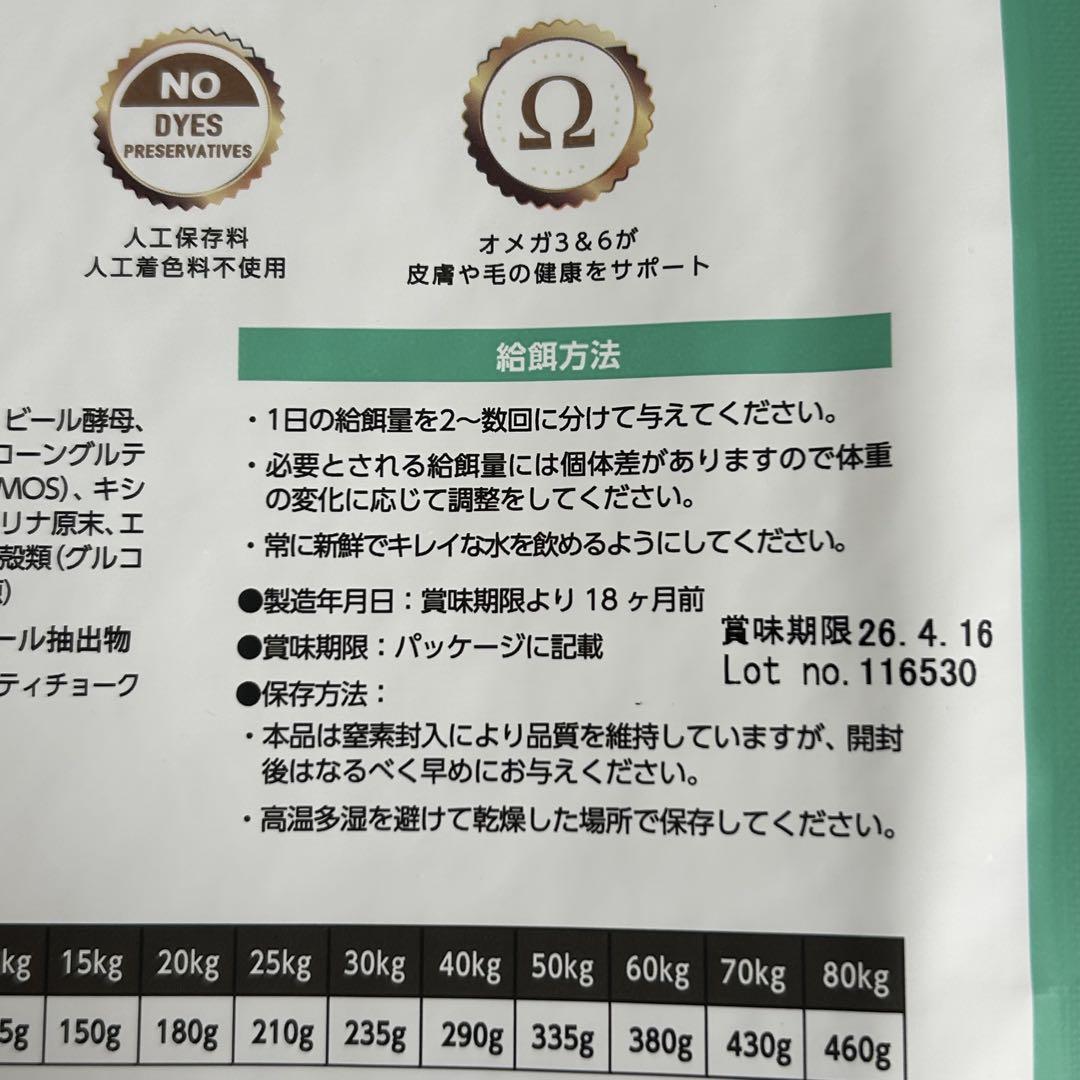 NO
DYES
PRESERVATIVES
Ω
人工保存料
人工着色料不使用
オメガ3&6が
皮膚や毛の健康をサポート
給餌方法
ビール酵母、
コーングルテ
MOS)、キシ
リナ原末、エ
殻類(グルコ
ール抽出物
ティチョーク
・1日の給餌量を2〜数回に分けて与えてください。
・必要とされる給餌量には個体差がありますので体重
の変化に応じて調整をしてください。
・常に新鮮でキレイな水を飲めるようにしてください。
●製造年月日：賞味期限より 18 ヶ月前
●賞味期限：パッケージに記載
賞味期限26.4.16
Lot no.116530
●保存方法：
・本品は窒素封入により品質を維持していますが、開封
後はなるべく早めにお与えください。
・高温多湿を避けて乾燥した場所で保存してください。
kg 15kg 20kg 25kg 30kg 40kg 50kg 60kg 70kg 80kg
5g 150g 180g 210g 235g 290g 335g 380g 430g 460g